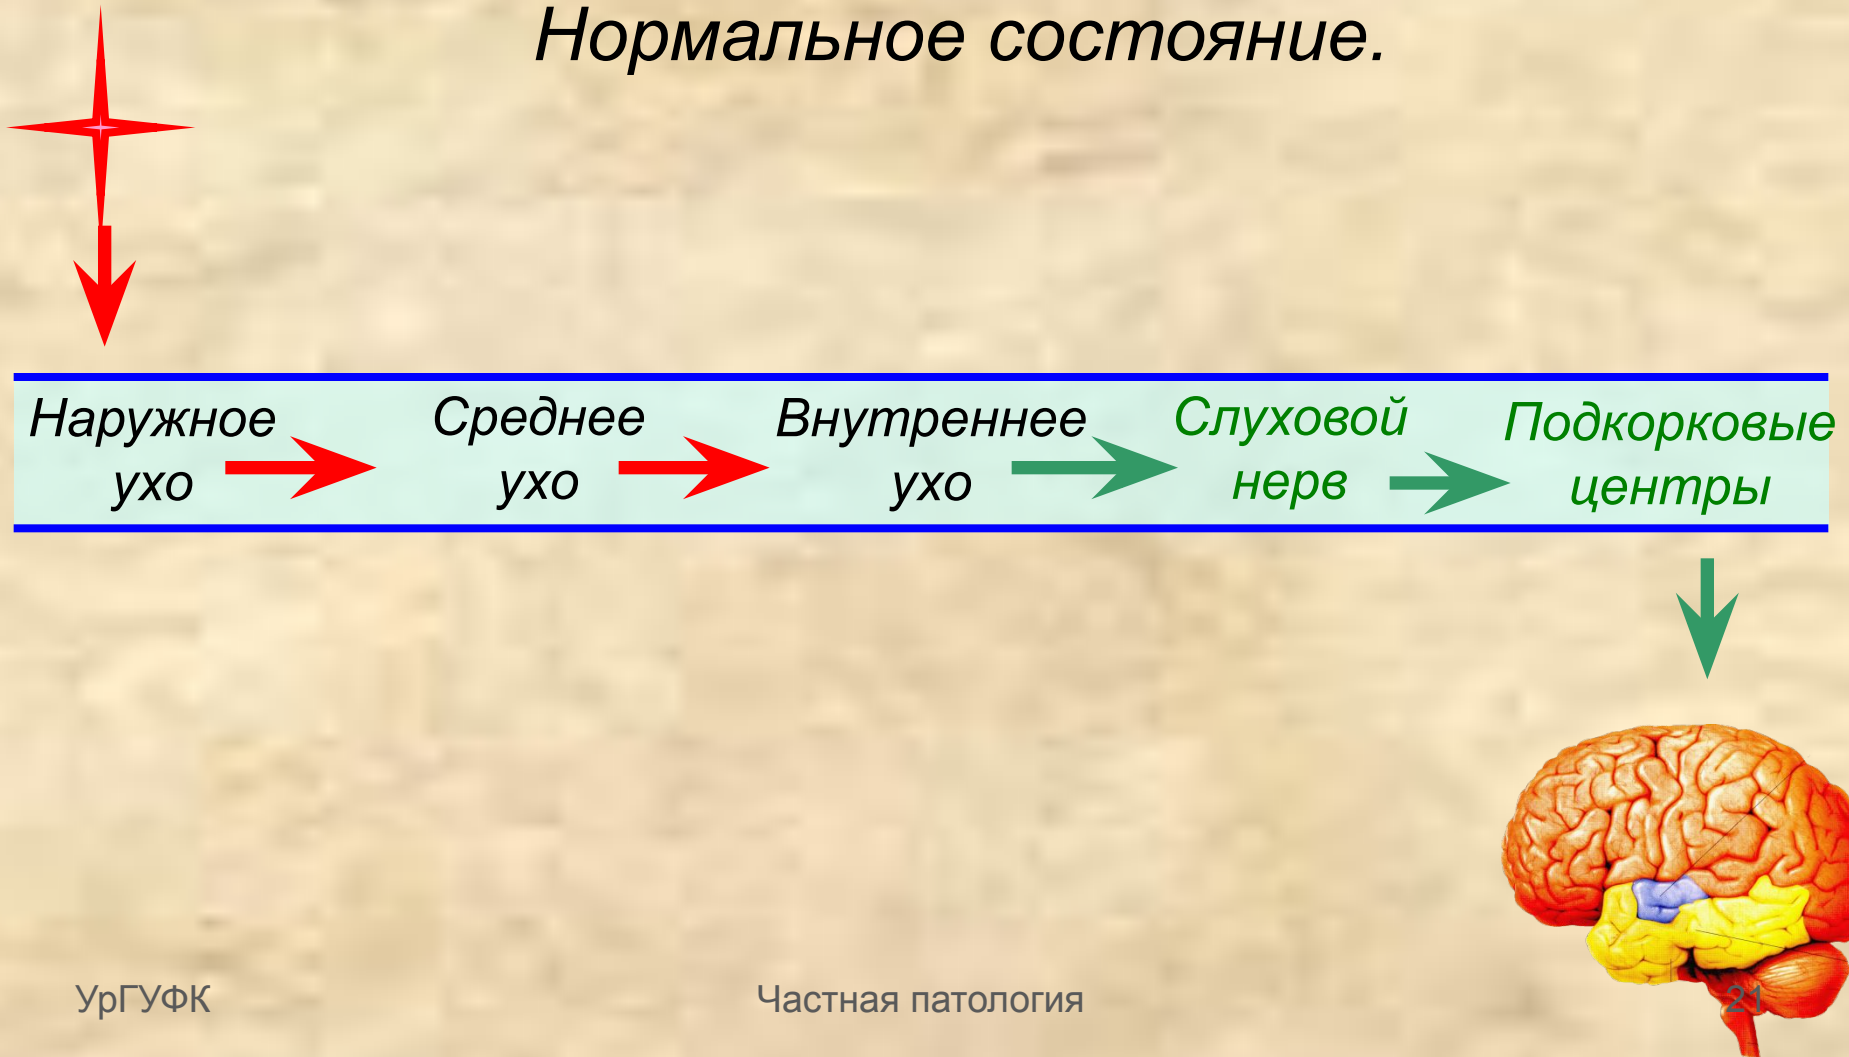 Нормальное состояние.
Наружное
ухо
Среднее
ухо
Внутреннее
ухо
Слуховой
нерв
Подкорковые
центры
УрГУФК
Частная патология
21